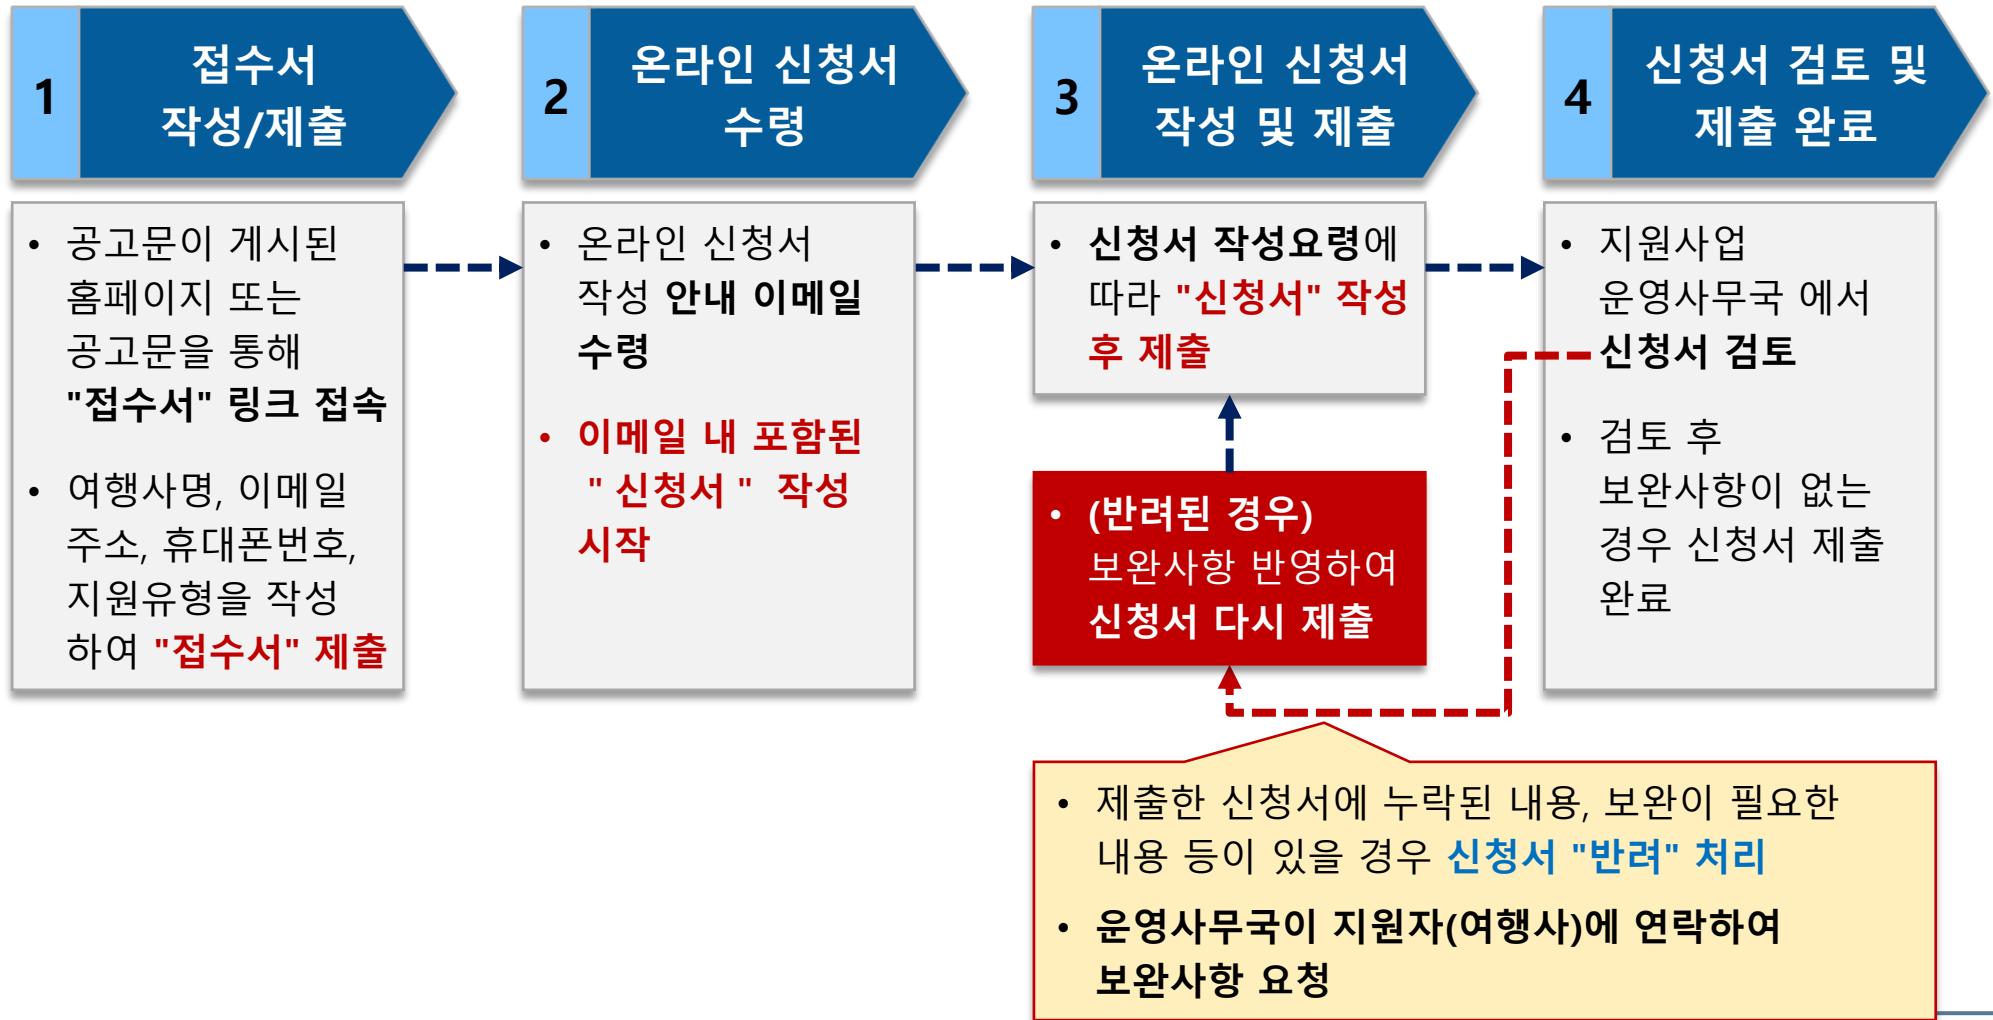 1
접수서
작성/제출
2
온라인 신청서
수령
3
온라인 신청서
작성 및 제출
4
신청서 검토 및
제출 완료
• 공고문이 게시된
홈페이지 또는
공고문을 통해
"접수서" 링크 접속
• 여행사명, 이메일
주소, 휴대폰번호,
지원유형을 작성
하여 "접수서" 제출
• 온라인 신청서
작성 안내 이메일
수령
• 이메일 내 포함된
" 신청서 " 작성
시작
• 신청서 작성요령에
따라 "신청서" 작성
후 제출
• (반려된 경우)
보완사항 반영하여
신청서 다시 제출
• 지원사업
운영사무국 에서
신청서 검토
• 검토 후
보완사항이 없는
경우 신청서 제출
완료
• 제출한 신청서에 누락된 내용, 보완이 필요한
내용 등이 있을 경우 신청서 "반려" 처리
• 운영사무국이 지원자(여행사)에 연락하여
보완사항 요청